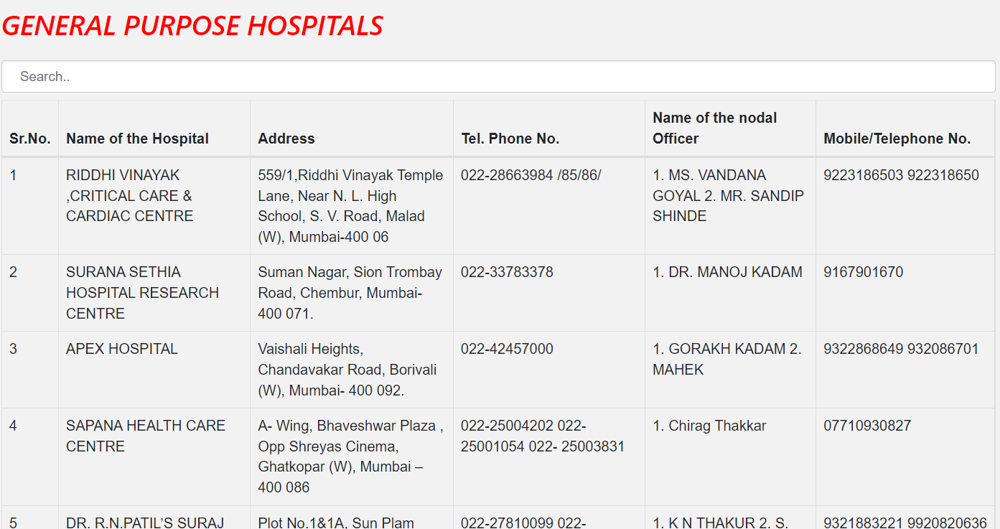 GENERAL PURPOSE HOSPITALS
Search..
Sr.No.
Name of the Hospital
Address
Tel. Phone No.
Name of the nodal
Officer
Mobile/Telephone No.
1
RIDDHI VINAYAK
,CRITICAL CARE &
CARDIAC CENTRE
559/1,Riddhi Vinayak Temple
Lane, Near N. L. High
School, S. V. Road, Malad
(W), Mumbai-400 06
022-28663984 /85/86/
1. MS. VANDANA
GOYAL 2. MR. SANDIP
SHINDE
9223186503 922318650
2
SURANA SETHIA
HOSPITAL RESEARCH
CENTRE
Suman Nagar, Sion Trombay
Road, Chembur, Mumbai-
400 071.
022-33783378
1. DR. MANOJ KADAM
9167901670
3
APEX HOSPITAL
Vaishali Heights,
Chandavakar Road, Borivali
(W), Mumbai- 400 092.
022-42457000
1. GORAKH KADAM 2.
MAHEK
9322868649 932086701
4
SAPANA HEALTH CARE
CENTRE
A- Wing, Bhaveshwar Plaza ,
Opp Shreyas Cinema,
Ghatkopar (W), Mumbai –
400 086
022-25004202 022-
25001054 022- 25003831
1. Chirag Thakkar
07710930827
5
DR. R.N.PATIL’S SURAJ
Plot No.1&1A, Sun Plam
022-27810099 022-
1. K N THAKUR 2. S.
9321883221 9920820636